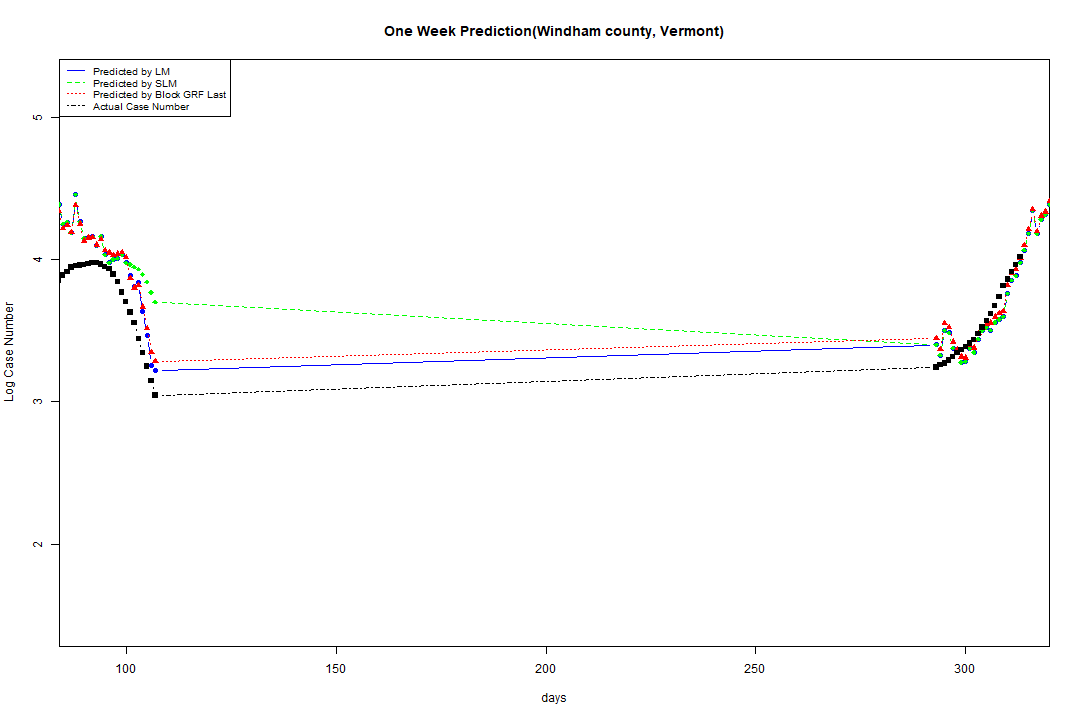 One Week Prediction(Windham county, Vermont)
Predicted by LM
Predicted by SLM
Predicted by Block GRF Last
Actual Case Number
5
4
3
2
Log Case Number
100 150 200 250 300
days